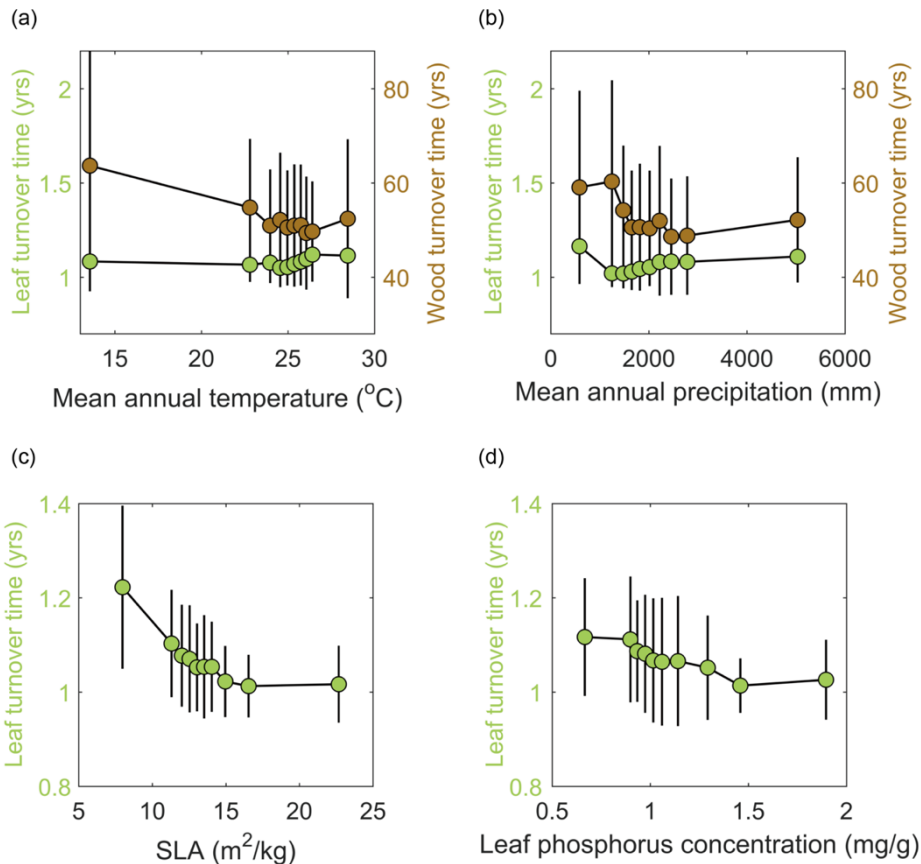 (a)
Leaf turnover time (yrs)
2
1.5
1
80
60
40
Wood turnover time (yrs)
15 20 25 30
Mean annual temperature (°C)
(b)
Leaf turnover time (yrs)
2
1.5
1
80
60
40
Wood turnover time (yrs)
0 2000 4000 6000
Mean annual precipitation (mm)
(c)
Leaf turnover time (yrs)
1.4
1.2
1
0.8
5 10 15 20 25
SLA (m²/kg)
(d)
Leaf turnover time (yrs)
1.4
1.2
1
0.8
0.5 1 1.5 2
Leaf phosphorus concentration (mg/g)